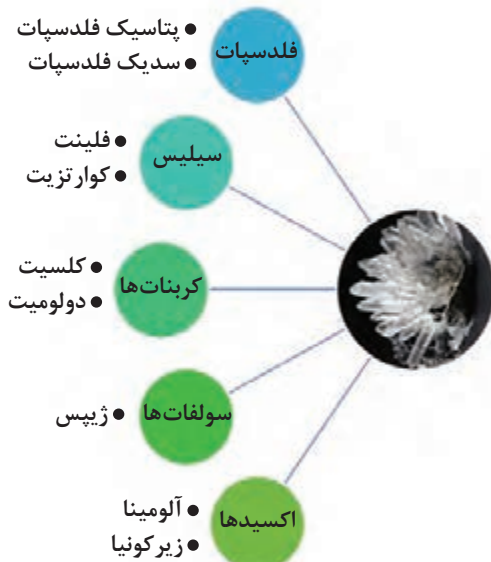 فلدسپات
• پتاسیک فلدسپات
• سدیک فلدسپات
سیلیس
• فلینت
• کوارتزیت
کربنات‌ها
• کلسیت
• دولومیت
سولفات‌ها
• ژیپس
اکسیدها
• آلومینا
• زیرکونیا